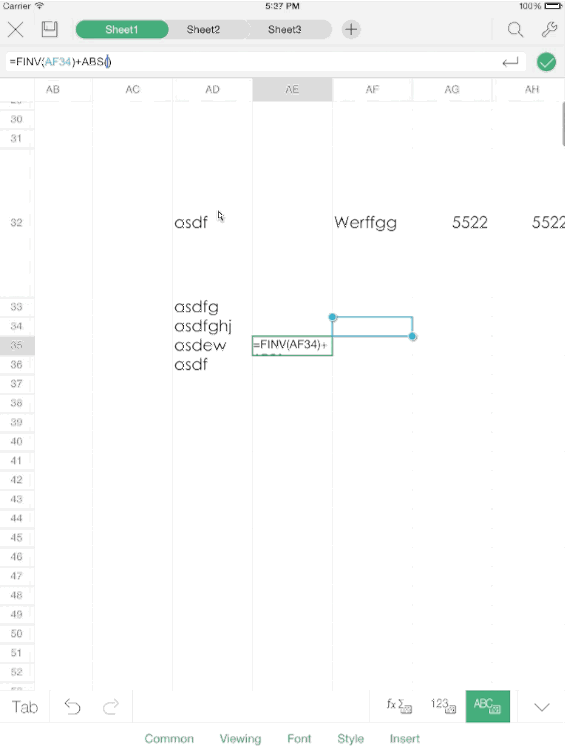 Carrier 5:37 PM 100%
Sheet1 Sheet2 Sheet3 +
=FINV(AF34)+ABS()
AB AC AD AE AF AG AH
30
31
32 asdf Werffgg 5522 5522
33 asdfg
34 asdfghj
35 asdew =FINV(AF34)+
36 asdf
37
38
39
40
41
42
43
44
45
46
47
48
49
50
51
52
Tab fxΣ 123 ABC
Common Viewing Font Style Insert